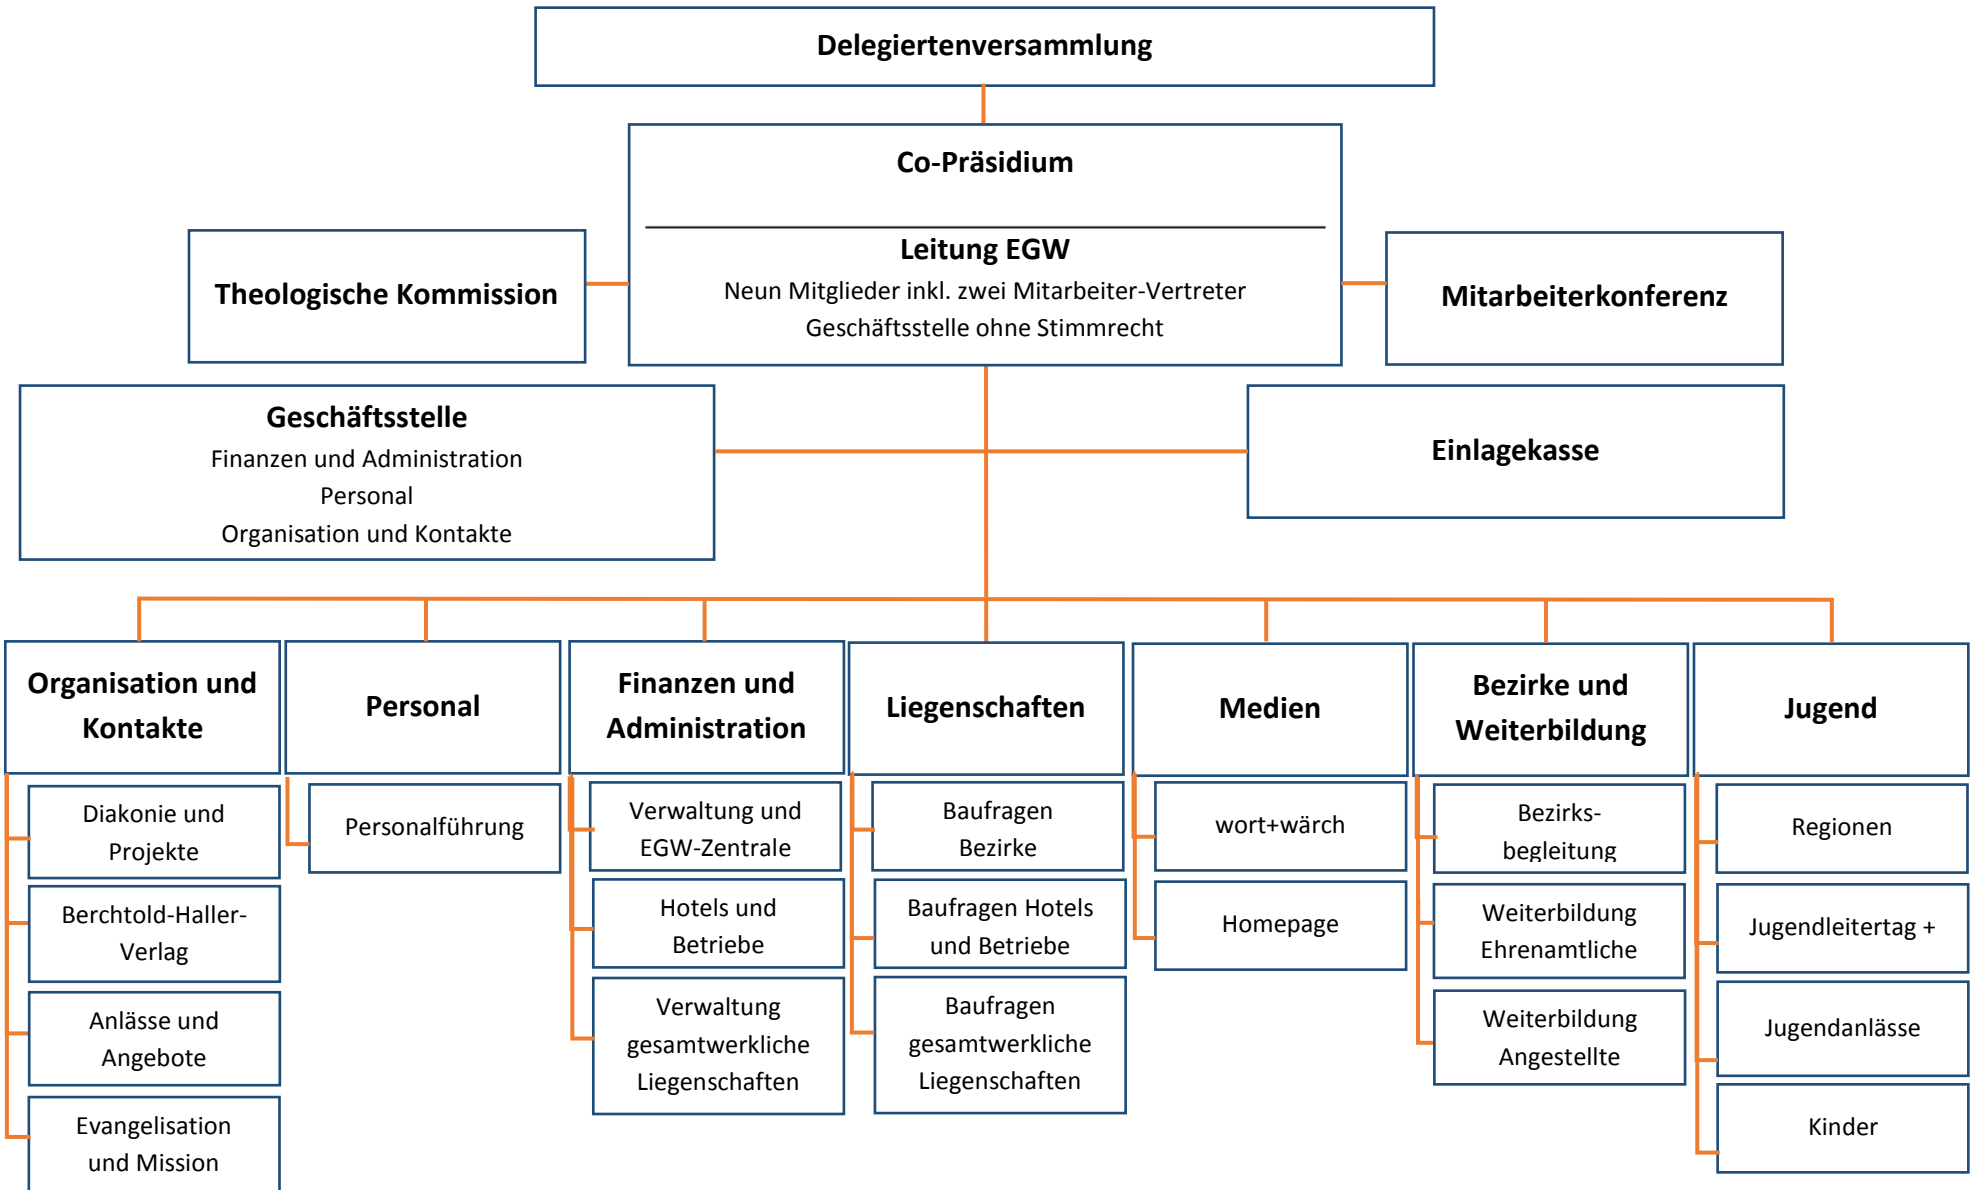 Delegiertenversammlung
Co-Präsidium
Leitung EGW
Neun Mitglieder inkl. zwei Mitarbeiter-Vertreter
Geschäftsstelle ohne Stimmrecht
Theologische Kommission
Mitarbeiterkonferenz
Geschäftsstelle
Finanzen und Administration
Personal
Organisation und Kontakte
Einlagekasse
Organisation und
Kontakte
Personal
Finanzen und
Administration
Liegenschaften
Medien
Bezirke und
Weiterbildung
Jugend
Diakonie und
Projekte
Berchtold-Haller-
Verlag
Anlässe und
Angebote
Evangelisation
und Mission
Personalführung
Verwaltung und
EGW-Zentrale
Hotels und
Betriebe
Verwaltung
gesamtwerkliche
Liegenschaften
Baufragen
Bezirke
Baufragen Hotels
und Betriebe
Baufragen
gesamtwerkliche
Liegenschaften
wort+wärch
Homepage
Bezirks-
begleitung
Weiterbildung
Ehrenamtliche
Weiterbildung
Angestellte
Regionen
Jugendleitertag +
Jugendanlässe
Kinder